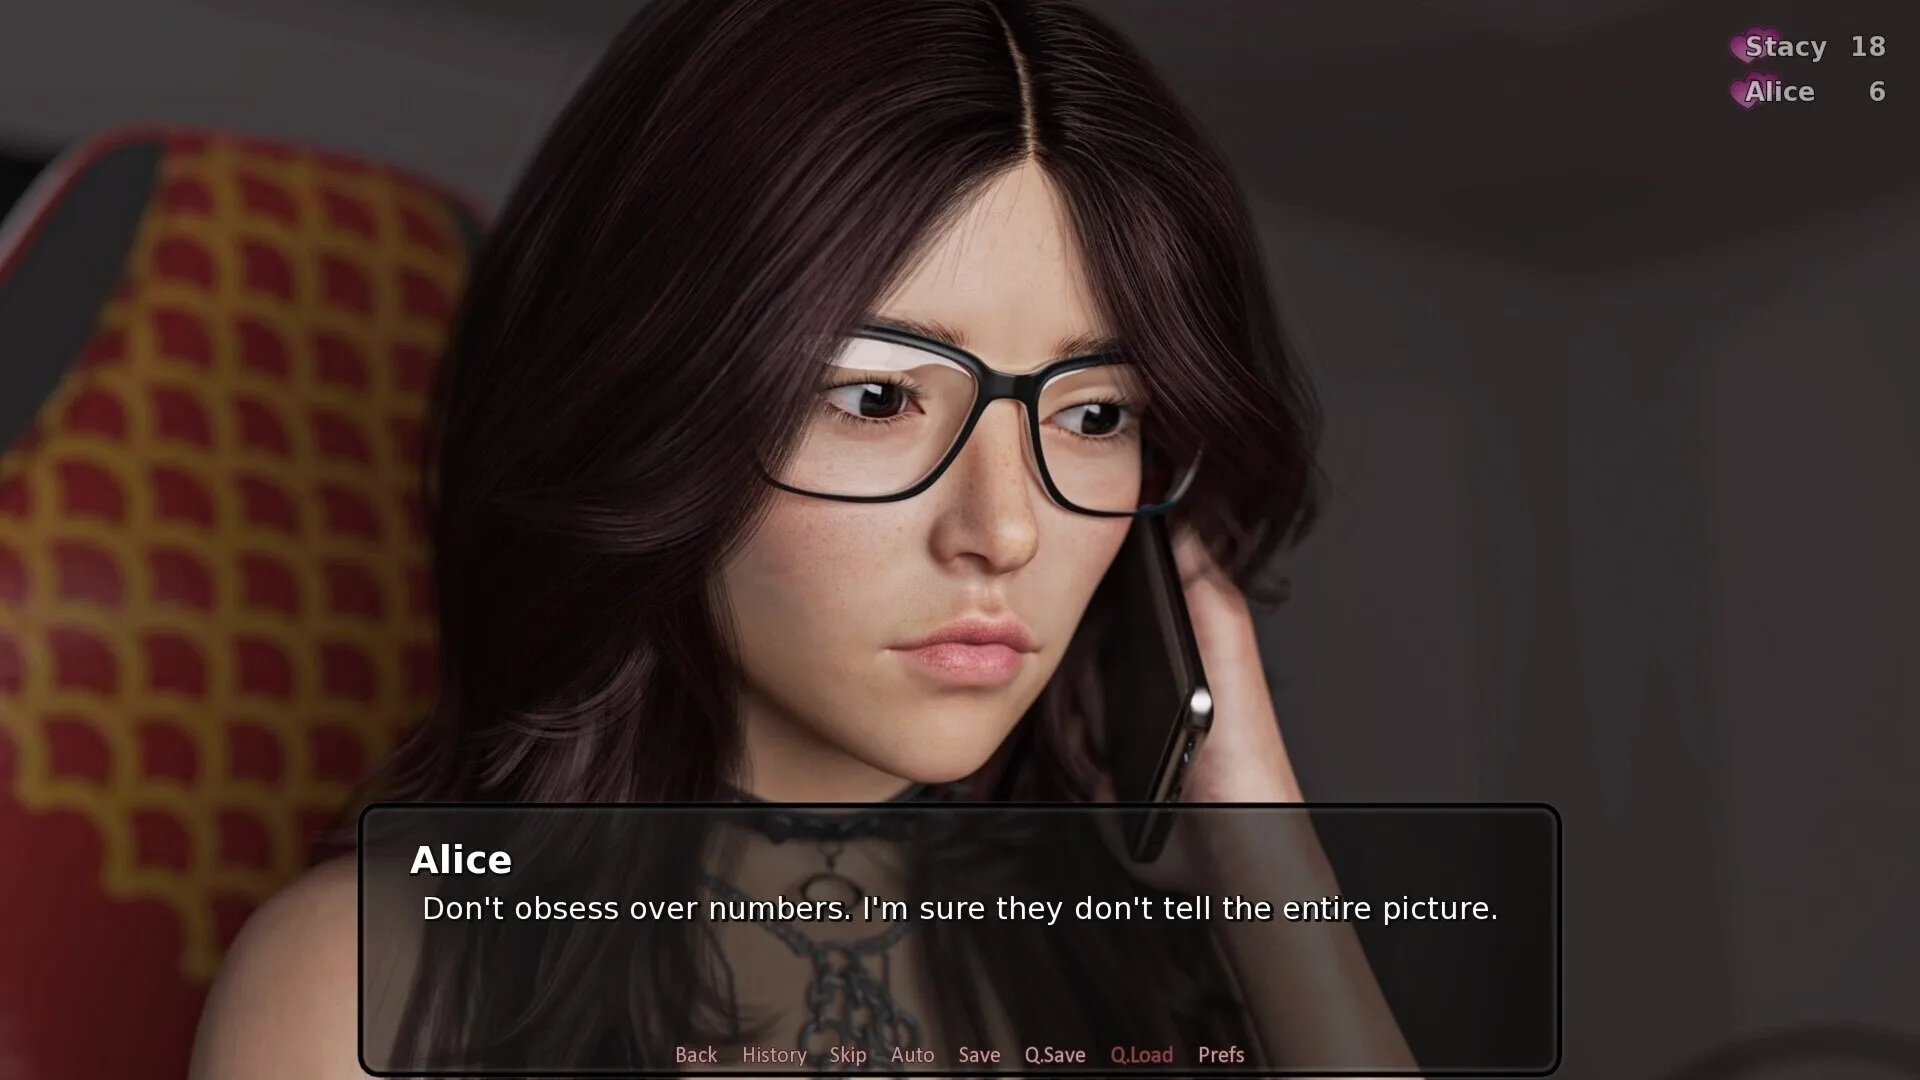 Stacy 18
Alice 6
Alice
Don't obsess over numbers. I'm sure they don't tell the entire picture.
Back History Skip Auto Save Q.Save Q.Load Prefs